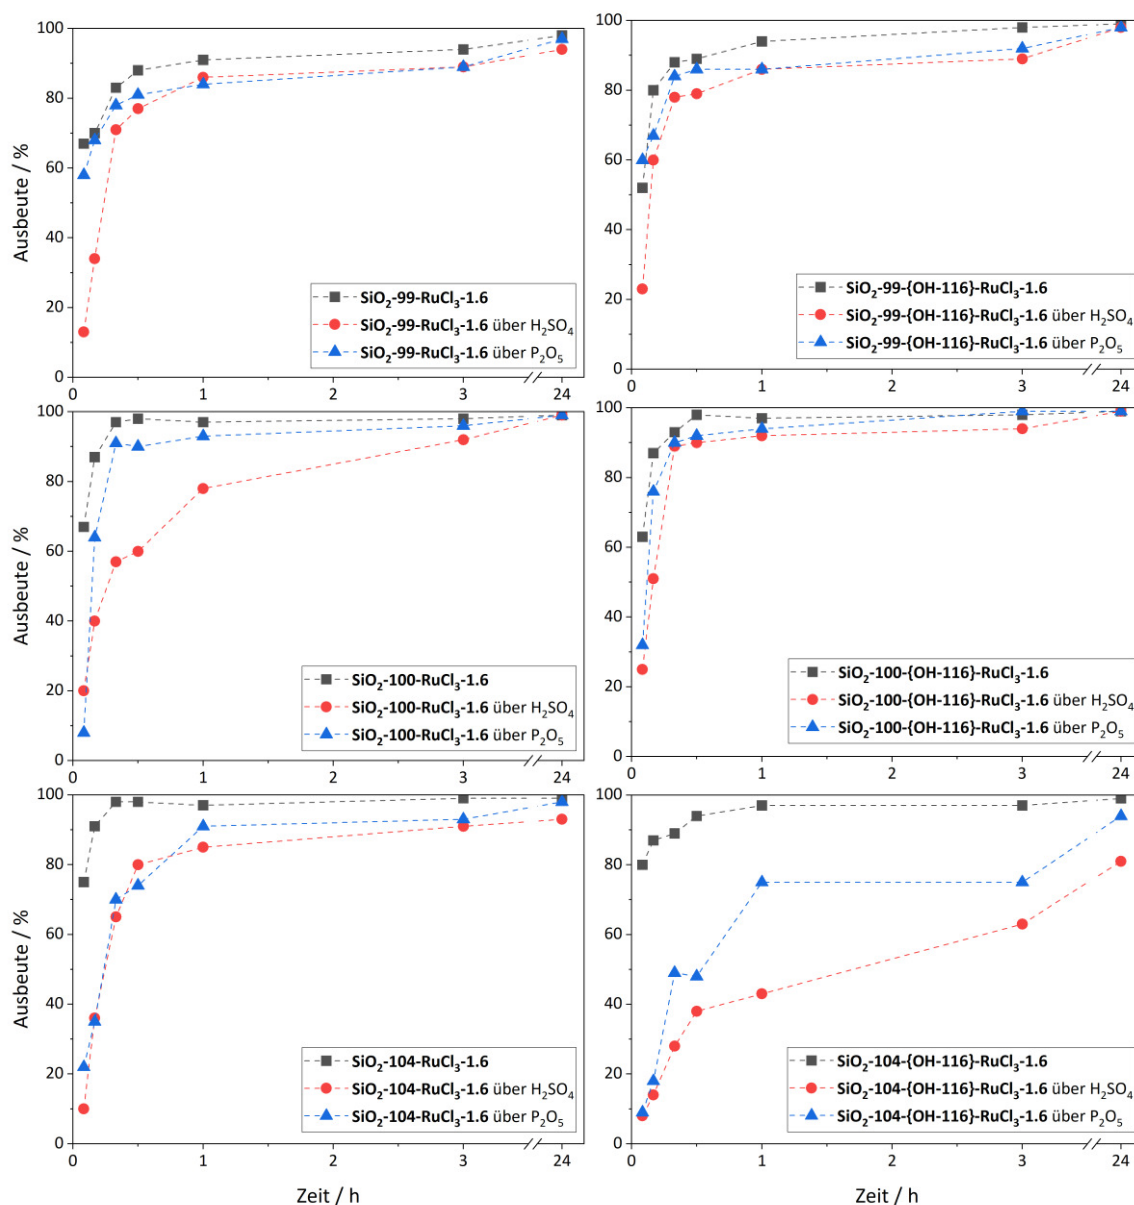 100
80
60
40
20
0
Ausbeute / %
0 1 2 3 24
SiO₂-99-RuCl₃-1.6
SiO₂-99-RuCl₃-1.6 über H₂SO₄
SiO₂-99-RuCl₃-1.6 über P₂O₅
100
80
60
40
20
0
0 1 2 3 24
SiO₂-99-{OH-116}-RuCl₃-1.6
SiO₂-99-{OH-116}-RuCl₃-1.6 über H₂SO₄
SiO₂-99-{OH-116}-RuCl₃-1.6 über P₂O₅
100
80
60
40
20
0
Ausbeute / %
0 1 2 3 24
SiO₂-100-RuCl₃-1.6
SiO₂-100-RuCl₃-1.6 über H₂SO₄
SiO₂-100-RuCl₃-1.6 über P₂O₅
100
80
60
40
20
0
0 1 2 3 24
SiO₂-100-{OH-116}-RuCl₃-1.6
SiO₂-100-{OH-116}-RuCl₃-1.6 über H₂SO₄
SiO₂-100-{OH-116}-RuCl₃-1.6 über P₂O₅
100
80
60
40
20
0
Ausbeute / %
0 1 2 3 24
Zeit / h
SiO₂-104-RuCl₃-1.6
SiO₂-104-RuCl₃-1.6 über H₂SO₄
SiO₂-104-RuCl₃-1.6 über P₂O₅
100
80
60
40
20
0
0 1 2 3 24
Zeit / h
SiO₂-104-{OH-116}-RuCl₃-1.6
SiO₂-104-{OH-116}-RuCl₃-1.6 über H₂SO₄
SiO₂-104-{OH-116}-RuCl₃-1.6 über P₂O₅